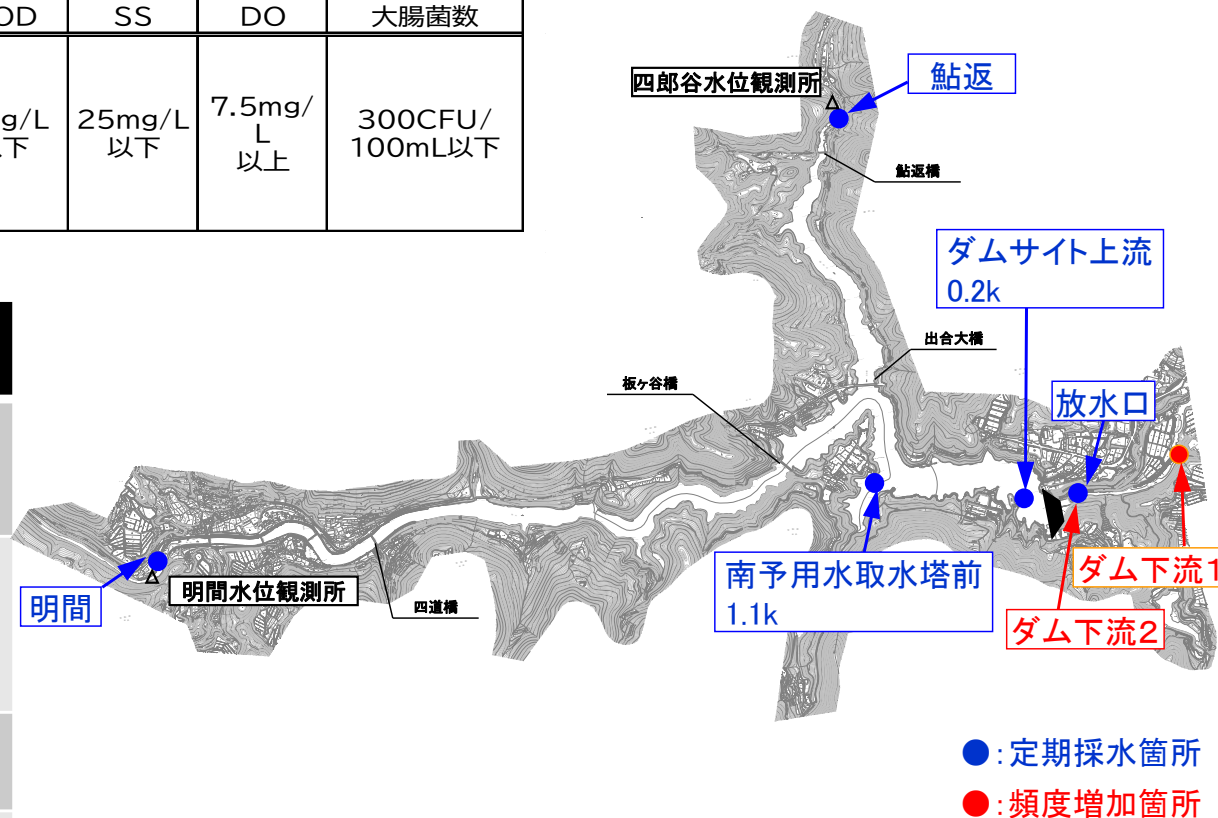 OD SS DO 大腸菌数
g/L 25mg/L 7.5mg/ 300CFU/
下 以下 L 100mL以下
以上
四郎谷水位観測所
鮎返
鮎返橋
ダムサイト上流
0.2k
出合大橋
板ヶ谷橋
放水口
南予用水取水塔前
1.1k
ダム下流1
ダム下流2
明間
明間水位観測所
四道橋
●:定期採水箇所
●:頻度増加箇所